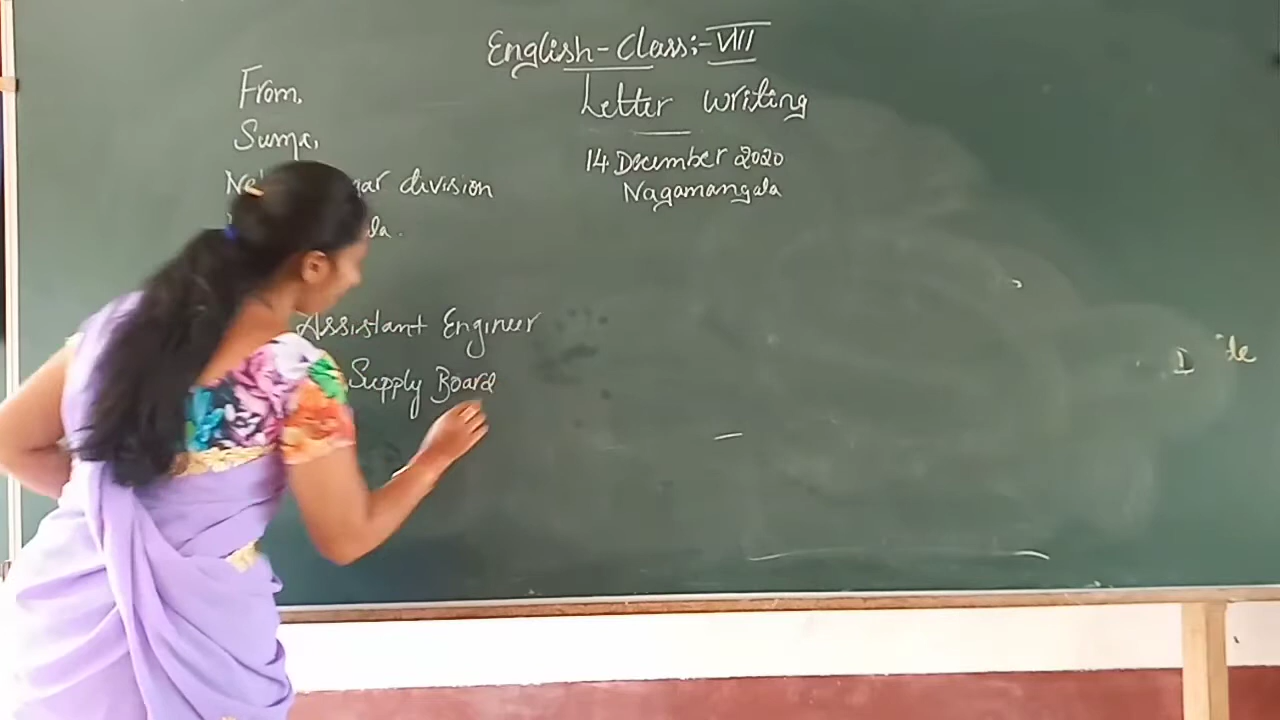 English - Class:- VIII
Letter writing
14 December 2020
Nagamangala
From,
Suma,
division
Assistant Engineer
Supply Board